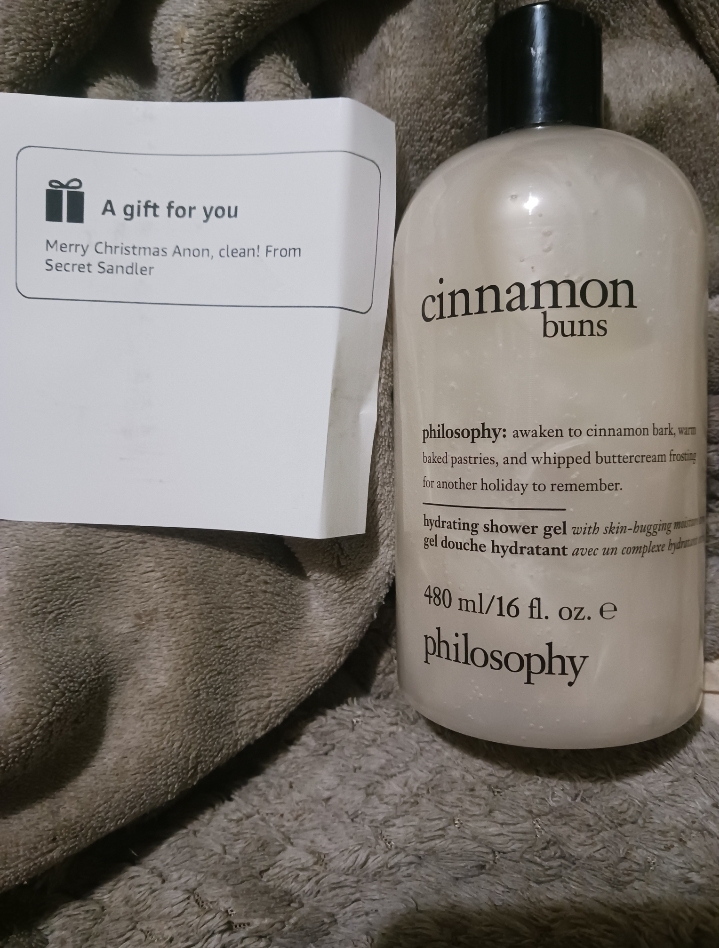 A gift for you
Merry Christmas Anon, clean! From
Secret Sandler
cinnamon
buns
philosophy: awaken to cinnamon bark, warm
baked pastries, and whipped buttercream frosting
for another holiday to remember.
hydrating shower gel with skin-hugging
gel douche hydratant avec un complexe
480 ml/16 fl. oz. ℮
philosophy